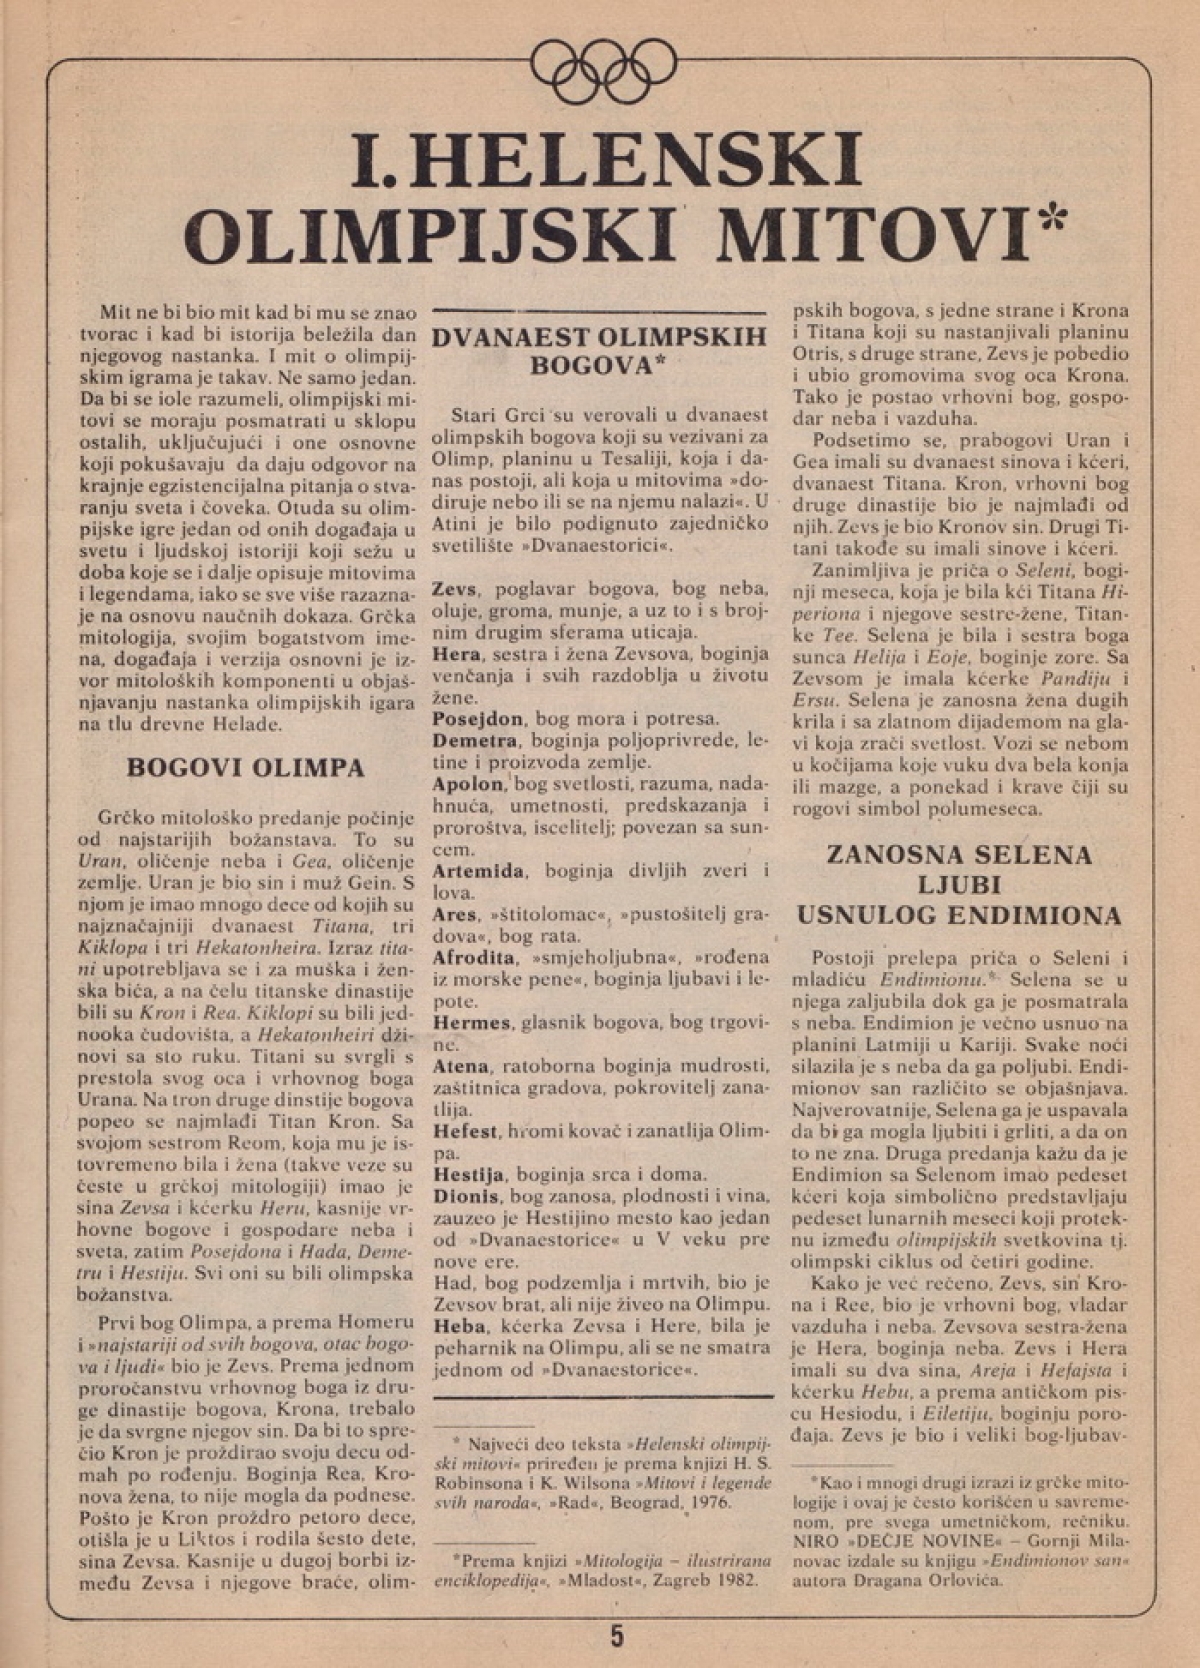 I. HELENSKI
OLIMPIJSKI MITOVI*
Mit ne bi bio mit kad bi mu se znao
tvorac i kad bi istorija beležila dan
njegovog nastanka. I mit o olimpij-
skim igrama je takav. Ne samo jedan.
Da bi se iole razumeli, olimpijski mi-
tovi se moraju posmatrati u sklopu
ostalih, uključujući i one osnovne
koji pokušavaju da daju odgovor na
krajnje egzistencijalna pitanja o stva-
ranju sveta i čoveka. Otuda su olim-
pijske igre jedan od onih događaja u
svetu i ljudskoj istoriji koji sežu u
doba koje se i dalje opisuje mitovima
i legendama, iako se sve više razazna-
je na osnovu naučnih dokaza. Grčka
mitologija, svojim bogatstvom ime-
na, događaja i verzija osnovni je iz-
vor mitoloških komponenti u objaš-
njavanju nastanka olimpijskih igara
na tlu drevne Helade.
BOGOVI OLIMPA
Grčko mitološko predanje počinje
od najstarijih božanstava. To su
Uran, oličenje neba i Gea, oličenje
zemlje. Uran je bio sin i muž Gein. S
njom je imao mnogo dece od kojih su
najznačajniji dvanaest Titana, tri
Kiklopa i tri Hekatonheira. Izraz tita-
ni upotrebljava se i za muška i žen-
ska bića, a na čelu titanske dinastije
bili su Kron i Rea. Kiklopi su bili jed-
nooka čudovišta, a Hekatonheiri dži-
novi sa sto ruku. Titani su svrgli s
prestola svog oca i vrhovnog boga
Urana. Na tron druge dinstije bogova
popeo se najmlađi Titan Kron. Sa
svojom sestrom Reom, koja mu je is-
tovremeno bila i žena (takve veze su
česte u grčkoj mitologiji) imao je
sina Zevsa i kćerku Heru, kasnije vr-
hovne bogove i gospodare neba i
sveta, zatim Posejdona i Hada, Deme-
tru i Hestiju. Svi oni su bili olimpska
božanstva.
Prvi bog Olimpa, a prema Homeru
i »najstariji od svih bogova, otac bogo-
va i ljudi« bio je Zevs. Prema jednom
proročanstvu vrhovnog boga iz dru-
ge dinastije bogova, Krona, trebalo
je da svrgne njegov sin. Da bi to spre-
čio Kron je proždirao svoju decu od-
mah po rođenju. Boginja Rea, Kro-
nova žena, to nije mogla da podnese.
Pošto je Kron proždro petoro dece,
otišla je u Liktos i rodila šesto dete,
sina Zevsa. Kasnije u dugoj borbi iz-
među Zevsa i njegove braće, olim-
DVANAEST OLIMPSKIH
BOGOVA*
Stari Grci su verovali u dvanaest
olimpskih bogova koji su vezivani za
Olimp, planinu u Tesaliji, koja i da-
nas postoji, ali koja u mitovima »do-
diruje nebo ili se na njemu nalazi«. U
Atini je bilo podignuto zajedničko
svetilište »Dvanaestorici«.
Zevs, poglavar bogova, bog neba,
oluje, groma, munje, a uz to i s broj-
nim drugim sferama uticaja.
Hera, sestra i žena Zevsova, boginja
venčanja i svih razdoblja u životu
žene.
Posejdon, bog mora i potresa.
Demetra, boginja poljoprivrede, le-
tine i proizvoda zemlje.
Apolon, bog svetlosti, razuma, nada-
hnuća, umetnosti, predskazanja i
proroštva, iscelitelj; povezan sa sun-
cem.
Artemida, boginja divljih zveri i
lova.
Ares, »štitolomac«, »pustošitelj gra-
dova«, bog rata.
Afrodita, »smjeholjubna«, »rođena
iz morske pene«, boginja ljubavi i le-
pote.
Hermes, glasnik bogova, bog trgovi-
ne.
Atena, ratoborna boginja mudrosti,
zaštitnica gradova, pokrovitelj zana-
tlija.
Hefest, hromi kovač i zanatlija Olim-
pa.
Hestija, boginja srca i doma.
Dionis, bog zanosa, plodnosti i vina,
zauzeo je Hestijino mesto kao jedan
od »Dvanaestorice« u V veku pre
nove ere.
Had, bog podzemlja i mrtvih, bio je
Zevsov brat, ali nije živeo na Olimpu.
Heba, kćerka Zevsa i Here, bila je
peharnik na Olimpu, ali se ne smatra
jednom od »Dvanaestorice«.
* Najveći deo teksta »Helenski olimpij-
ski mitovi« priređen je prema knjizi H. S.
Robinsona i K. Wilsona »Mitovi i legende
svih naroda«, »Rad«, Beograd, 1976.
*Prema knjizi »Mitologija – ilustrirana
enciklopedija«, »Mladost«, Zagreb 1982.
pskih bogova, s jedne strane i Krona
i Titana koji su nastanjivali planinu
Otris, s druge strane, Zevs je pobedio
i ubio gromovima svog oca Krona.
Tako je postao vrhovni bog, gospo-
dar neba i vazduha.
Podsetimo se, prabogovi Uran i
Gea imali su dvanaest sinova i kćeri,
dvanaest Titana. Kron, vrhovni bog
druge dinastije bio je najmlađi od
njih. Zevs je bio Kronov sin. Drugi Ti-
tani takođe su imali sinove i kćeri.
Zanimljiva je priča o Seleni, bogi-
nji meseca, koja je bila kći Titana Hi-
periona i njegove sestre-žene, Titan-
ke Tee. Selena je bila i sestra boga
sunca Helija i Eoje, boginje zore. Sa
Zevsom je imala kćerke Pandiju i
Ersu. Selena je zanosna žena dugih
krila i sa zlatnom dijademom na gla-
vi koja zrači svetlost. Vozi se nebom
u kočijama koje vuku dva bela konja
ili mazge, a ponekad i krave čiji su
rogovi simbol polumeseca.
ZANOSNA SELENA
LJUBI
USNULOG ENDIMIONA
Postoji prelepa priča o Seleni i
mladiću Endimionu.* Selena se u
njega zaljubila dok ga je posmatrala
s neba. Endimion je večno usnuo na
planini Latmiji u Kariji. Svake noći
silazila je s neba da ga poljubi. Endi-
mionov san različito se objašnjava.
Najverovatnije, Selena ga je uspavala
da bi ga mogla ljubiti i grliti, a da on
to ne zna. Druga predanja kažu da je
Endimion sa Selenom imao pedeset
kćeri koja simbolično predstavljaju
pedeset lunarnih meseci koji protek-
nu između olimpijskih svetkovina tj.
olimpski ciklus od četiri godine.
Kako je već rečeno, Zevs, sin Kro-
na i Ree, bio je vrhovni bog, vladar
vazduha i neba. Zevsova sestra-žena
je Hera, boginja neba. Zevs i Hera
imali su dva sina, Areja i Hefajsta i
kćerku Hebu, a prema antičkom pis-
cu Hesiodu, i Eiletiju, boginju poro-
đaja. Zevs je bio i veliki bog-ljubav-
*Kao i mnogi drugi izrazi iz grčke mito-
logije i ovaj je često korišćen u savreme-
nom, pre svega umetničkom, rečniku.
NIRO »DEČJE NOVINE« – Gornji Mila-
novac izdale su knjigu »Endimionov san«
autora Dragana Orlovića.
5